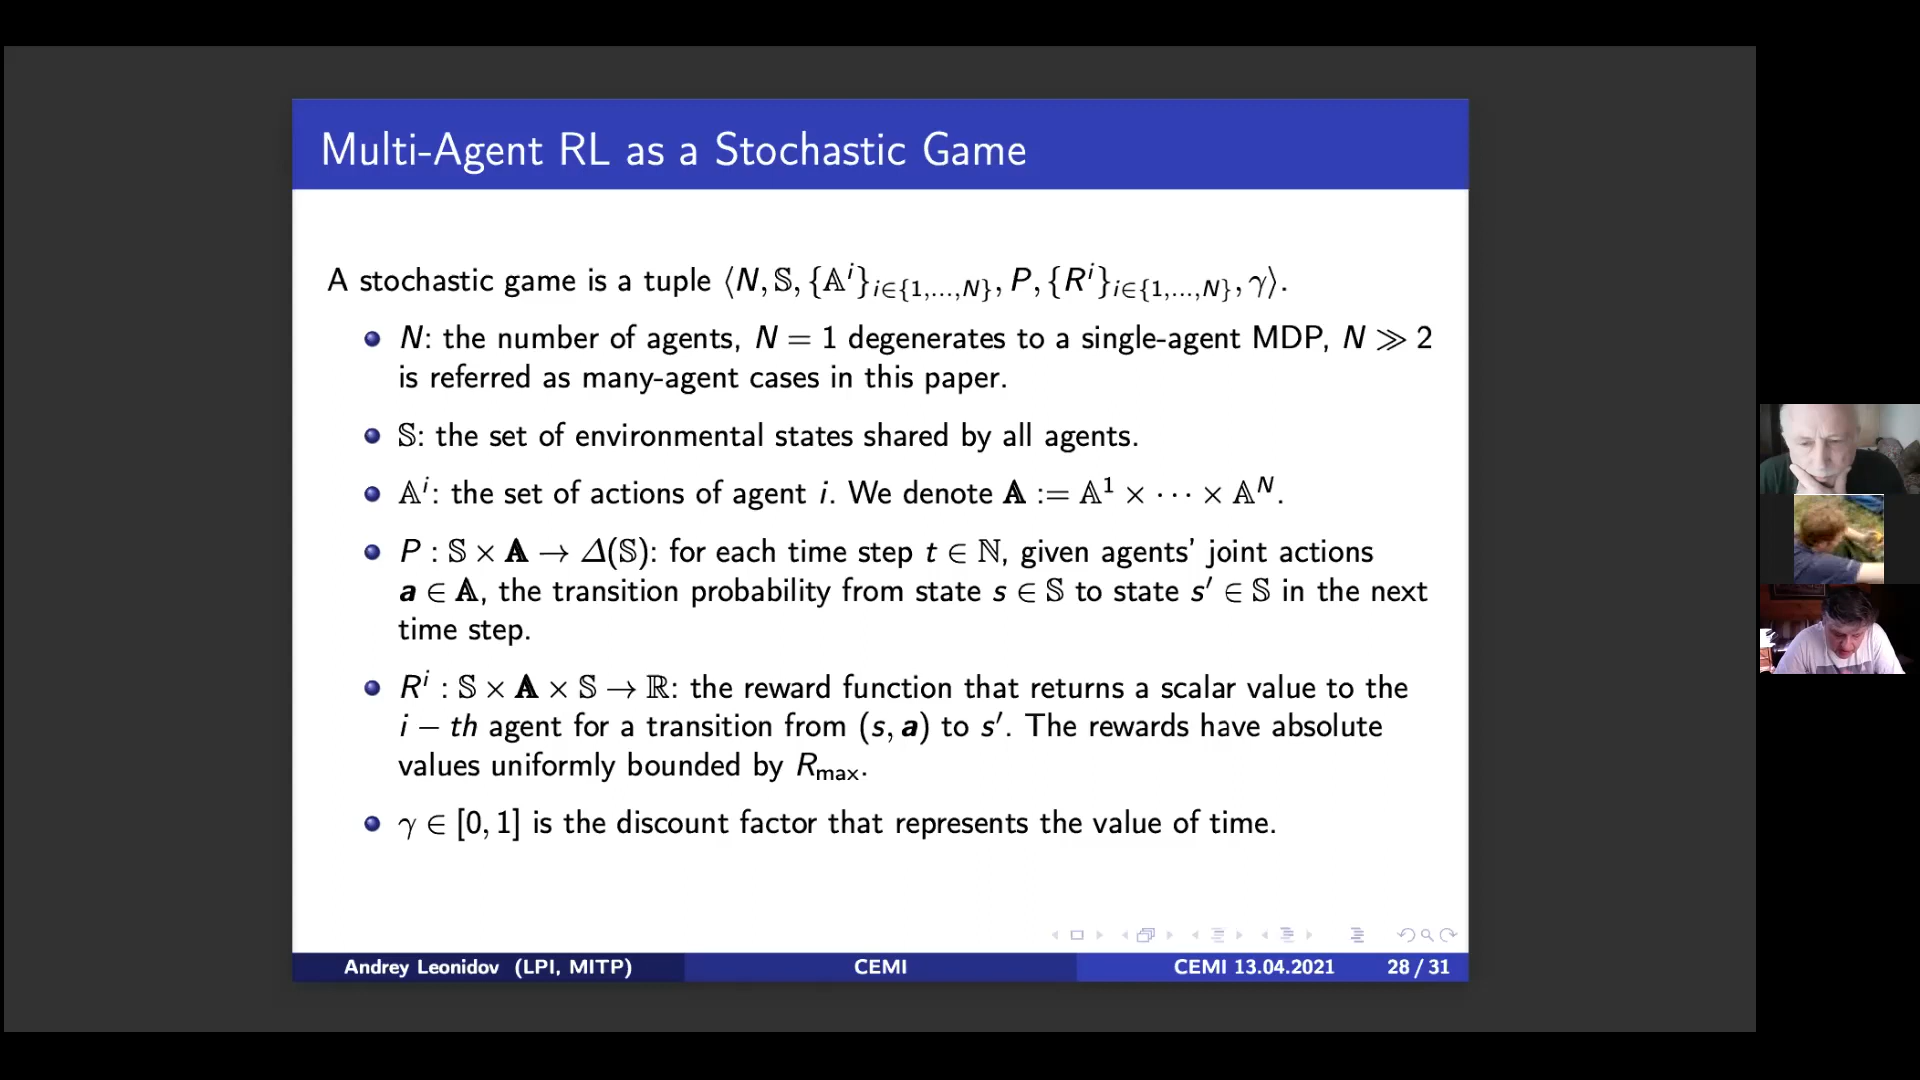 Multi-Agent RL as a Stochastic Game
A stochastic game is a tuple ⟨N, 𝕊, {𝔸ⁱ}_{i∈{1,...,N}}, P, {Rⁱ}_{i∈{1,...,N}}, γ⟩.
N: the number of agents, N = 1 degenerates to a single-agent MDP, N ≫ 2
is referred as many-agent cases in this paper.
𝕊: the set of environmental states shared by all agents.
𝔸ⁱ: the set of actions of agent i. We denote 𝔸 := 𝔸¹ × · · · × 𝔸ᴺ.
P : 𝕊 × 𝔸 → Δ(𝕊): for each time step t ∈ ℕ, given agents' joint actions
a ∈ 𝔸, the transition probability from state s ∈ 𝕊 to state s′ ∈ 𝕊 in the next
time step.
Rⁱ : 𝕊 × 𝔸 × 𝕊 → ℝ: the reward function that returns a scalar value to the
i − th agent for a transition from (s, a) to s′. The rewards have absolute
values uniformly bounded by R_max.
γ ∈ [0, 1] is the discount factor that represents the value of time.
Andrey Leonidov (LPI, MITP) CEMI CEMI 13.04.2021 28 / 31